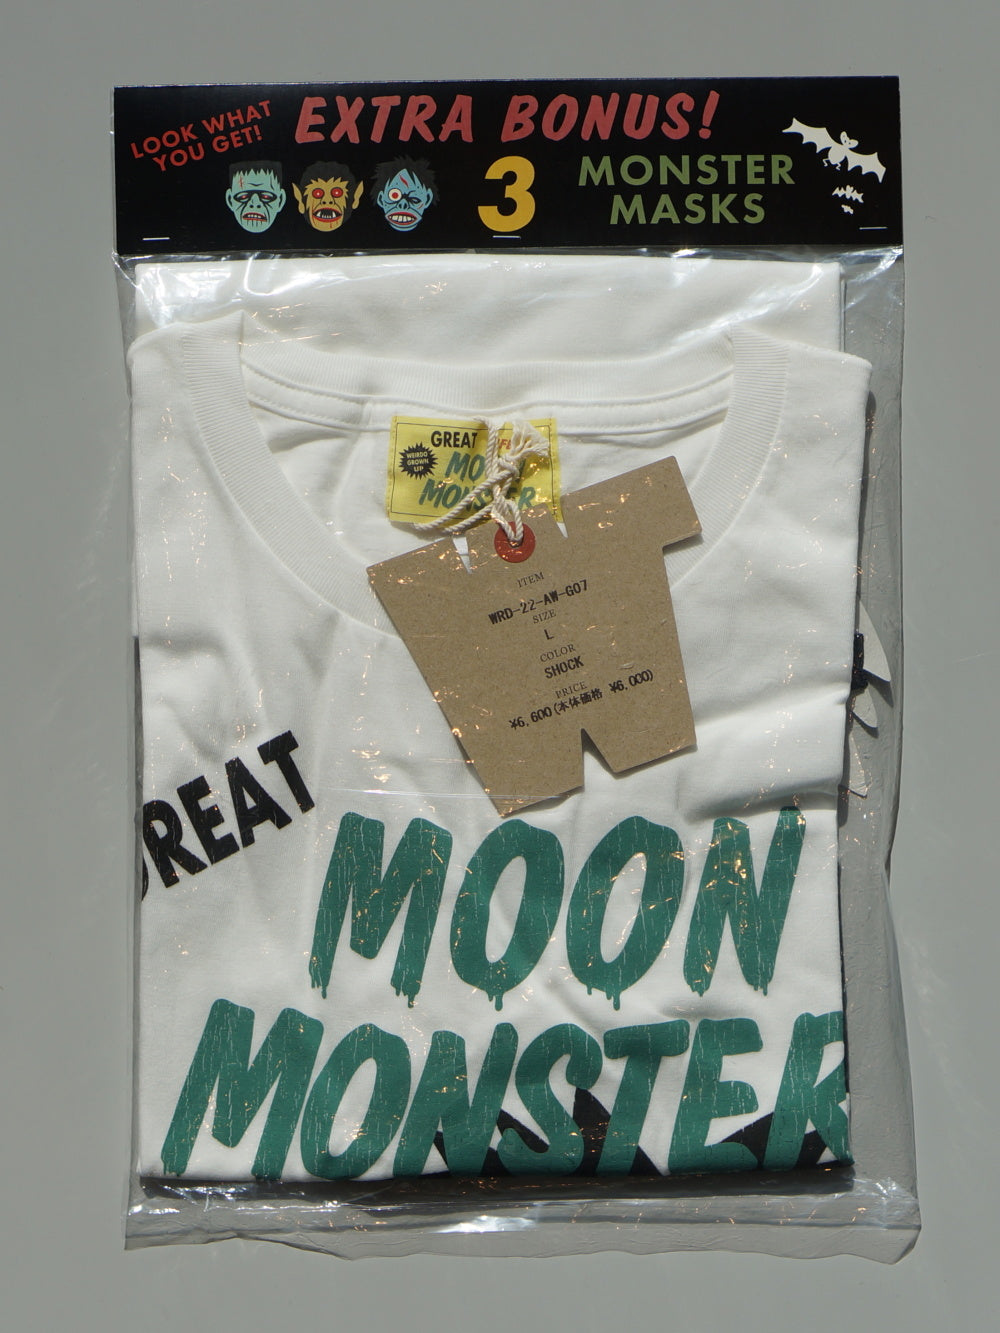 LOOK WHAT
YOU GET!
EXTRA BONUS!
3
MONSTER
MASKS
GREAT
WEIRDO
GROWN
UP
MOON
MONSTER
ITEM
WRD-22-AW-G07
SIZE
L
COLOR
SHOCK
PRICE
¥6,600(本体価格 ¥6,000)
GREAT
MOON
MONSTER